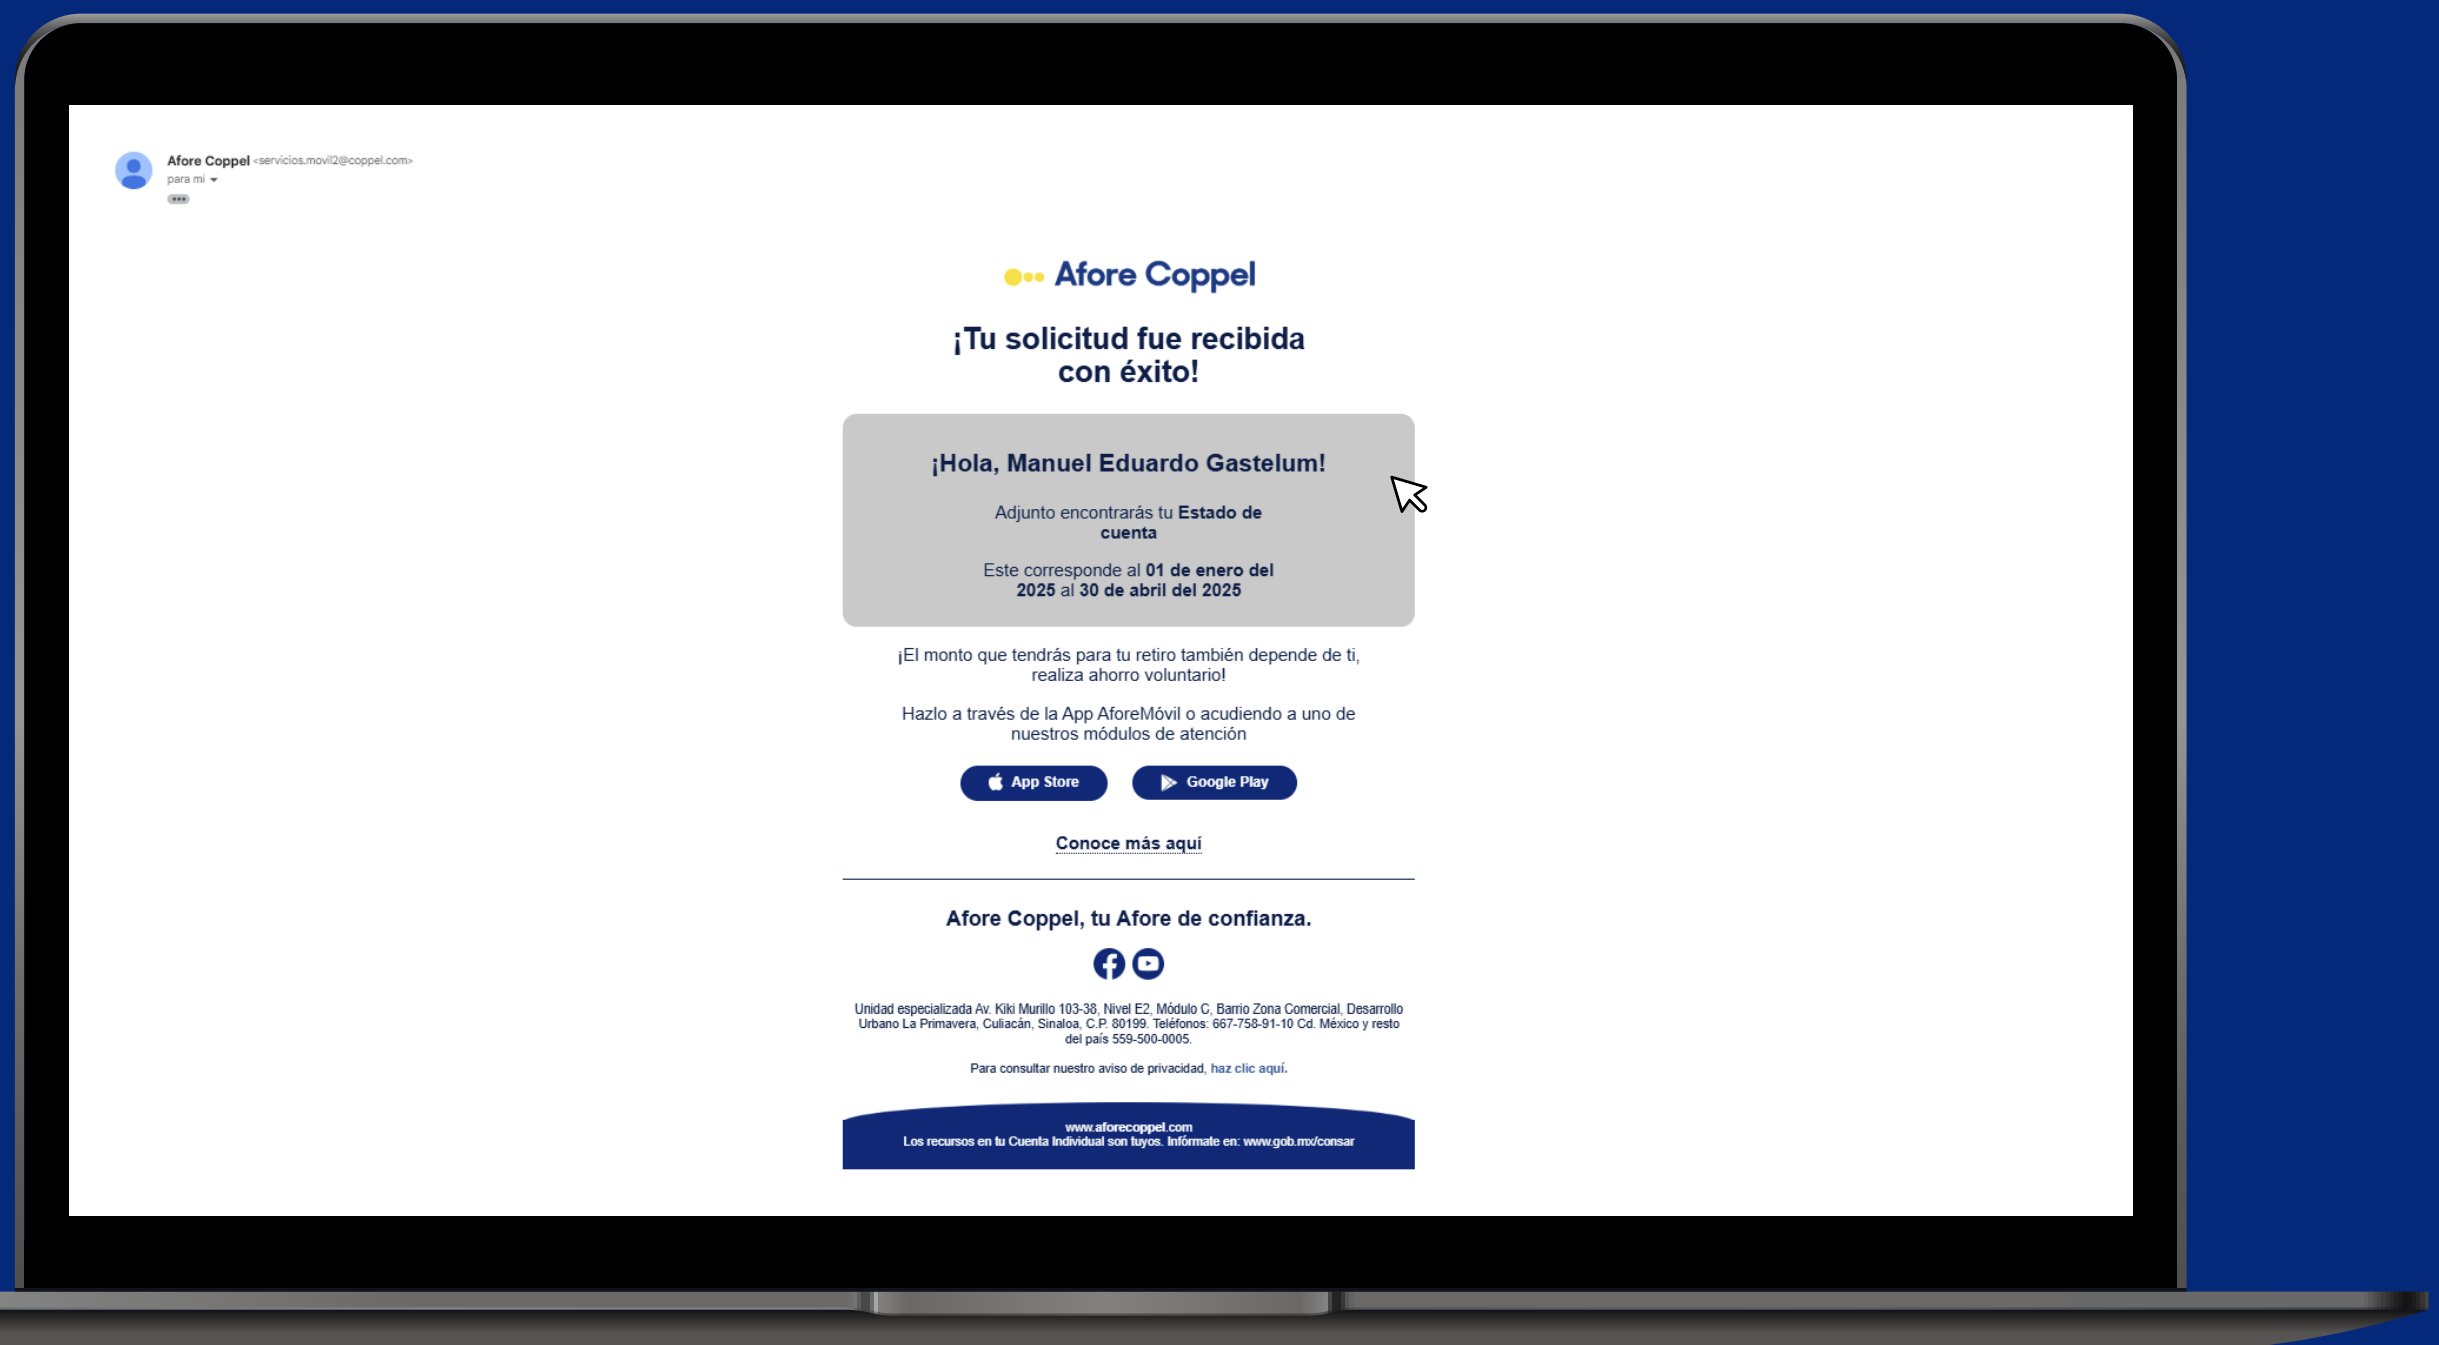 Afore Coppel <servicios.movil2@coppel.com>
para mi
Afore Coppel
¡Tu solicitud fue recibida
con éxito!
¡Hola, Manuel Eduardo Gastelum!
Adjunto encontrarás tu Estado de
cuenta
Este corresponde al 01 de enero del
2025 al 30 de abril del 2025
¡El monto que tendrás para tu retiro también depende de ti,
realiza ahorro voluntario!
Hazlo a través de la App AforeMóvil o acudiendo a uno de
nuestros módulos de atención
App Store
Google Play
Conoce más aquí
Afore Coppel, tu Afore de confianza.
Unidad especializada Av. Kiki Murillo 103-38, Nivel E2, Módulo C, Barrio Zona Comercial, Desarrollo
Urbano La Primavera, Culiacán, Sinaloa, C.P. 80199. Teléfonos: 667-758-91-10 Cd. México y resto
del país 559-500-0005.
Para consultar nuestro aviso de privacidad, haz clic aquí.
www.aforecoppel.com
Los recursos en tu Cuenta Individual son tuyos. Infórmate en: www.gob.mx/consar